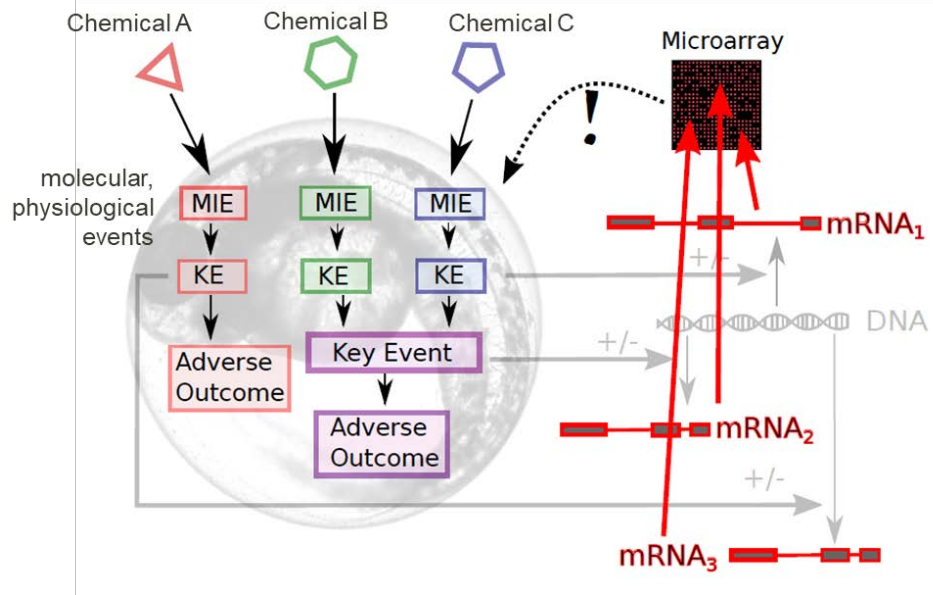 Chemical A
Chemical B
Chemical C
Microarray
!
molecular,
physiological
events
MIE
MIE
MIE
mRNA₁
KE
KE
KE
+/-
DNA
Adverse
Outcome
Key Event
+/-
Adverse
Outcome
mRNA₂
+/-
mRNA₃